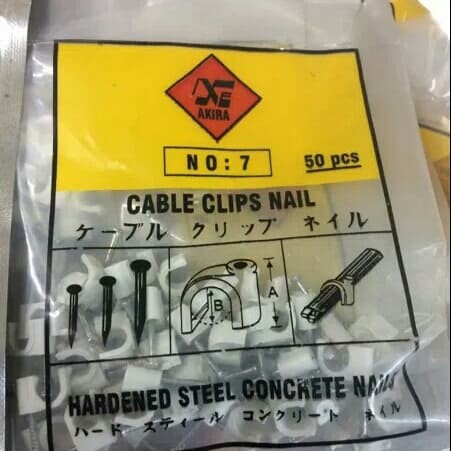 AKIRA
NO: 7
50 pcs
CABLE CLIPS NAIL
ケーブル クリップ ネイル
B A
HARDENED STEEL CONCRETE NAILS
ハード スティール コンクリート ネイル